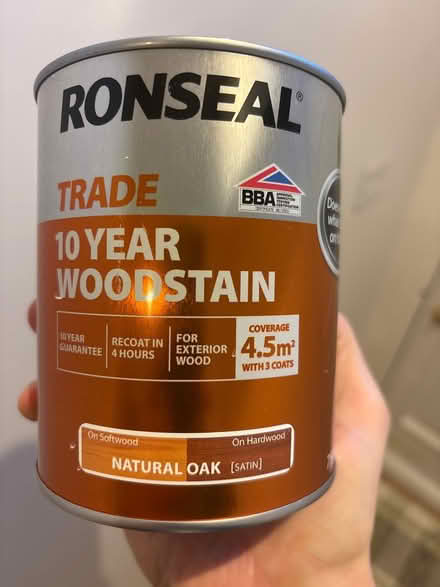 RONSEAL®
TRADE
BBA
10 YEAR
WOODSTAIN
10 YEAR
GUARANTEE
RECOAT IN
4 HOURS
FOR
EXTERIOR
WOOD
COVERAGE
4.5m²
WITH 3 COATS
On Softwood
On Hardwood
NATURAL OAK [SATIN]